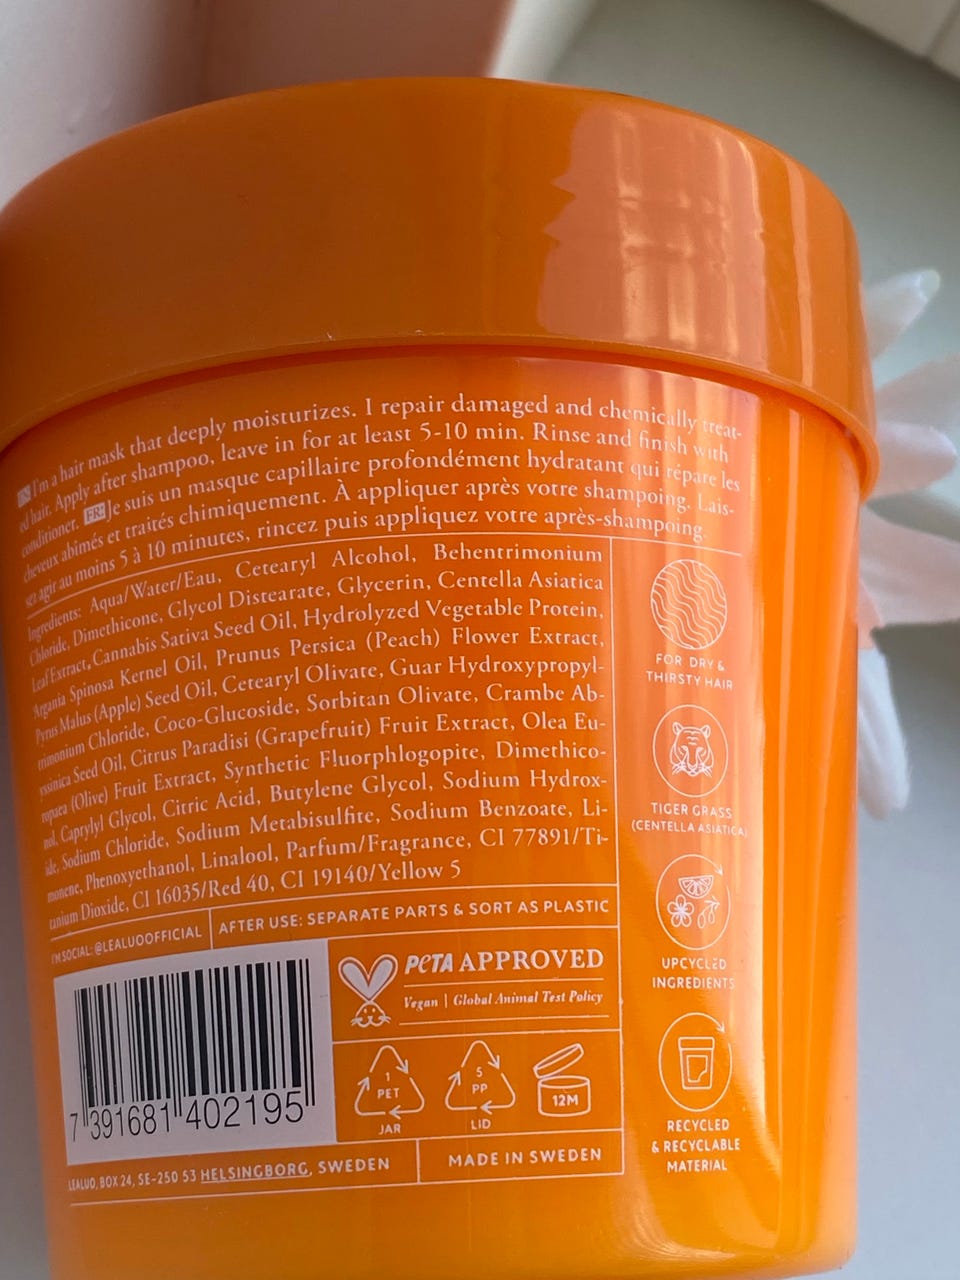 EN: I'm a hair mask that deeply moisturizes. I repair damaged and chemically treat-
ed hair. Apply after shampoo, leave in for at least 5-10 min. Rinse and finish with
conditioner. FR: Je suis un masque capillaire profondément hydratant qui répare les
cheveux abîmés et traités chimiquement. À appliquer après votre shampoing. Lais-
sez agir au moins 5 à 10 minutes, rincez puis appliquez votre après-shampoing.
Ingredients: Aqua/Water/Eau, Cetearyl Alcohol, Behentrimonium
Chloride, Dimethicone, Glycol Distearate, Glycerin, Centella Asiatica
Leaf Extract, Cannabis Sativa Seed Oil, Hydrolyzed Vegetable Protein,
Argania Spinosa Kernel Oil, Prunus Persica (Peach) Flower Extract,
Pyrus Malus (Apple) Seed Oil, Cetearyl Olivate, Guar Hydroxypropyl-
trimonium Chloride, Coco-Glucoside, Sorbitan Olivate, Crambe Ab-
yssinica Seed Oil, Citrus Paradisi (Grapefruit) Fruit Extract, Olea Eu-
ropaea (Olive) Fruit Extract, Synthetic Fluorphlogopite, Dimethico-
nol, Caprylyl Glycol, Citric Acid, Butylene Glycol, Sodium Hydrox-
ide, Sodium Chloride, Sodium Metabisulfite, Sodium Benzoate, Li-
monene, Phenoxyethanol, Linalool, Parfum/Fragrance, CI 77891/Ti-
tanium Dioxide, CI 16035/Red 40, CI 19140/Yellow 5
FOR DRY &
THIRSTY HAIR
TIGER GRASS
(CENTELLA ASIATICA)
UPCYCLED
INGREDIENTS
RECYCLED
& RECYCLABLE
MATERIAL
I'M SOCIAL: @LEALUOOFFICIAL
AFTER USE: SEPARATE PARTS & SORT AS PLASTIC
PETA APPROVED
Vegan | Global Animal Test Policy
1
PET
JAR
5
PP
LID
12M
7 391681 402195
LEALUO, BOX 24, SE-250 53 HELSINGBORG, SWEDEN
MADE IN SWEDEN